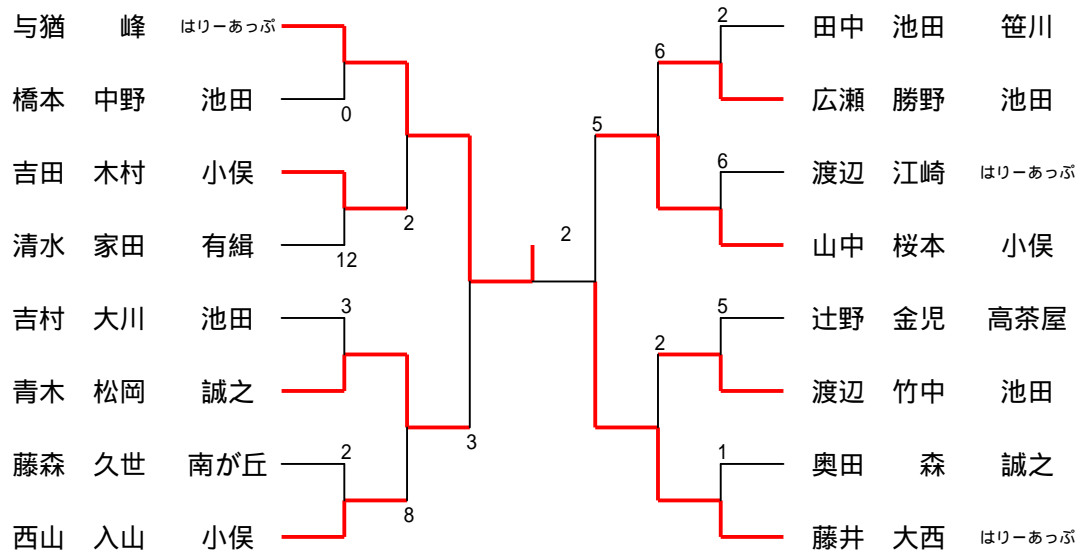 与猶 峰 はりーあっぷ
橋本 中野 池田
0
吉田 木村 小俣
2
清水 家田 有緝
12
吉村 大川 池田
3
青木 松岡 誠之
3
藤森 久世 南が丘
2
西山 入山 小俣
8
2
田中 池田 笹川
2
6
広瀬 勝野 池田
5
渡辺 江崎 はりーあっぷ
6
山中 桜本 小俣
辻野 金児 高茶屋
5
2
渡辺 竹中 池田
奥田 森 誠之
1
藤井 大西 はりーあっぷ